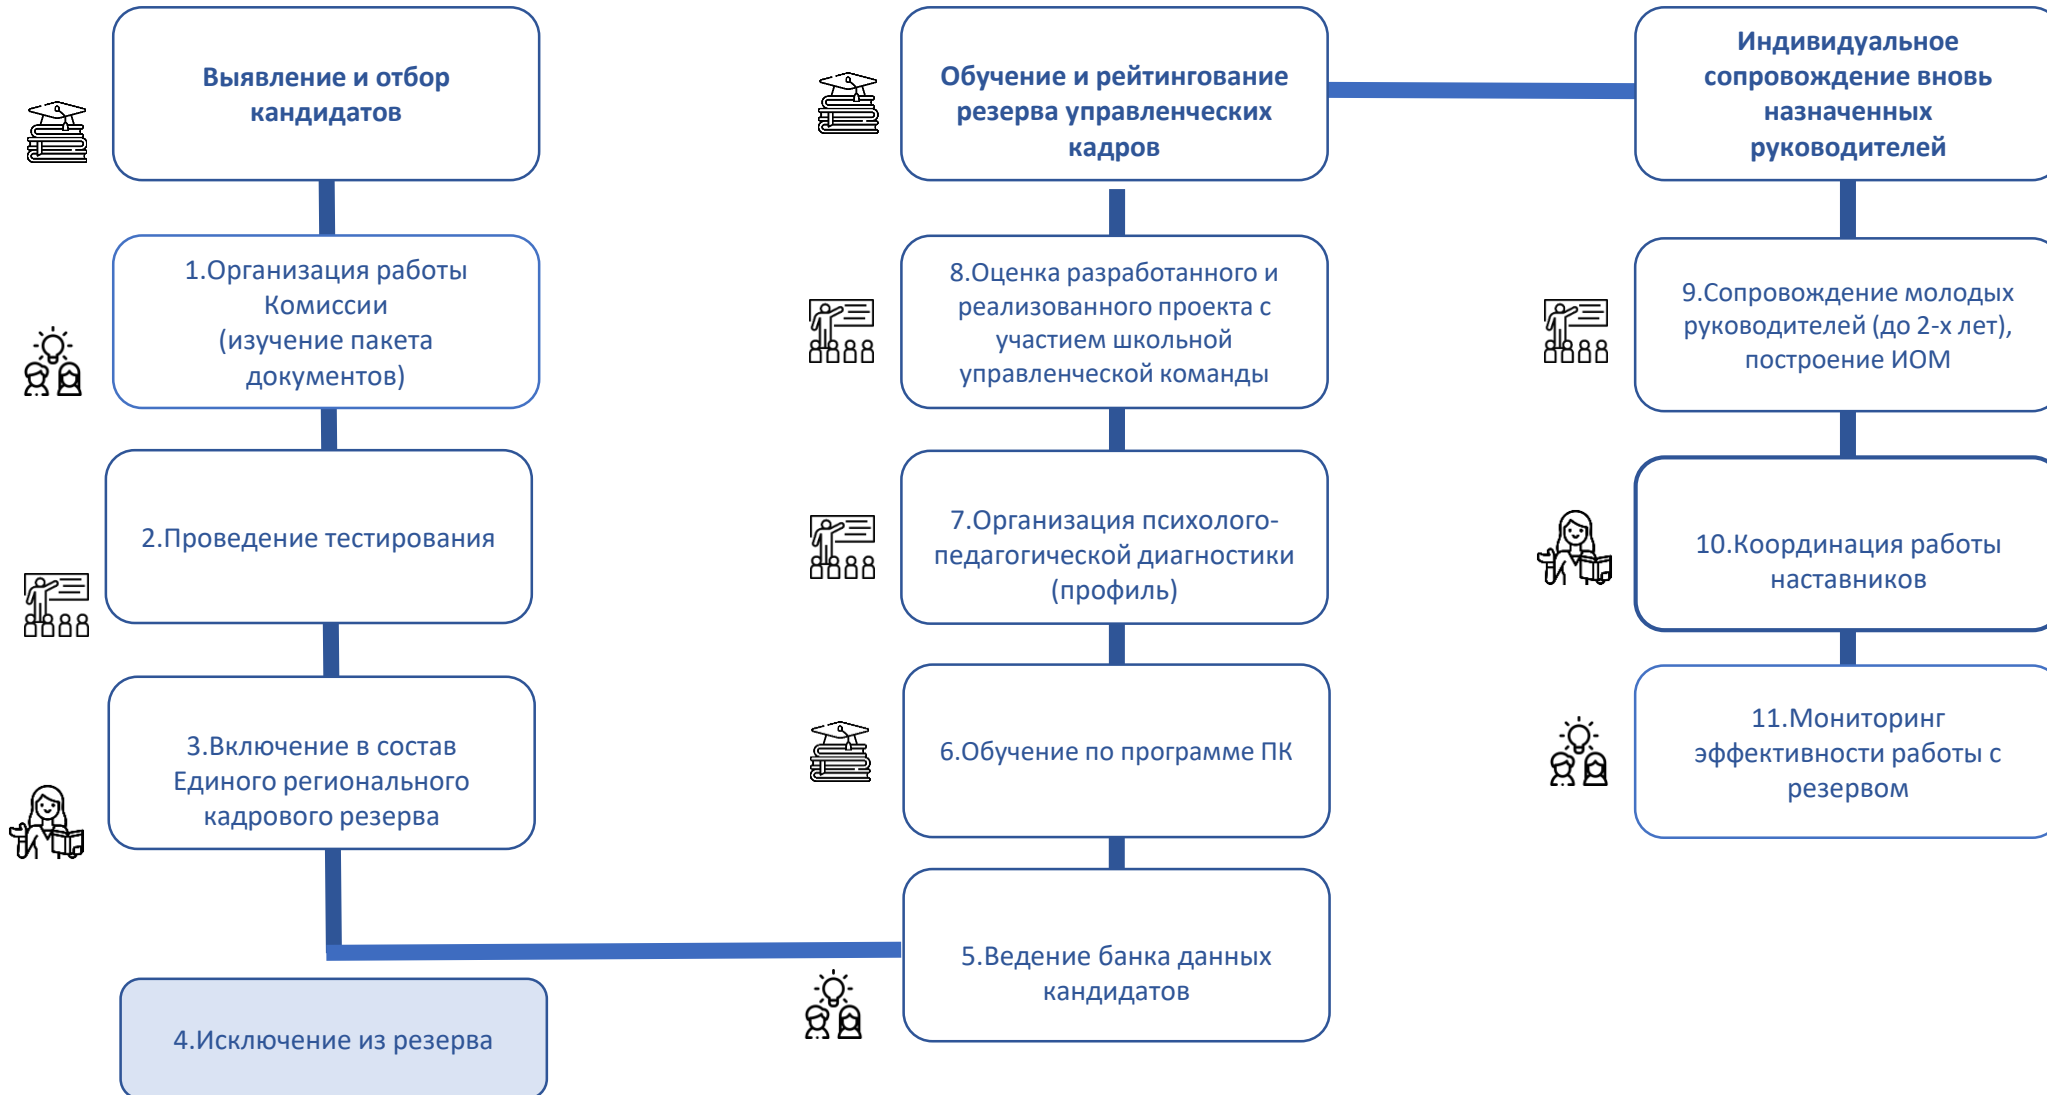 Выявление и отбор
кандидатов
1.Организация работы
Комиссии
(изучение пакета
документов)
2.Проведение тестирования
3.Включение в состав
Единого регионального
кадрового резерва
4.Исключение из резерва
Обучение и рейтингование
резерва управленческих
кадров
8.Оценка разработанного и
реализованного проекта с
участием школьной
управленческой команды
7.Организация психолого-
педагогической диагностики
(профиль)
6.Обучение по программе ПК
5.Ведение банка данных
кандидатов
Индивидуальное
сопровождение вновь
назначенных
руководителей
9.Сопровождение молодых
руководителей (до 2-х лет),
построение ИОМ
10.Координация работы
наставников
11.Мониторинг
эффективности работы с
резервом